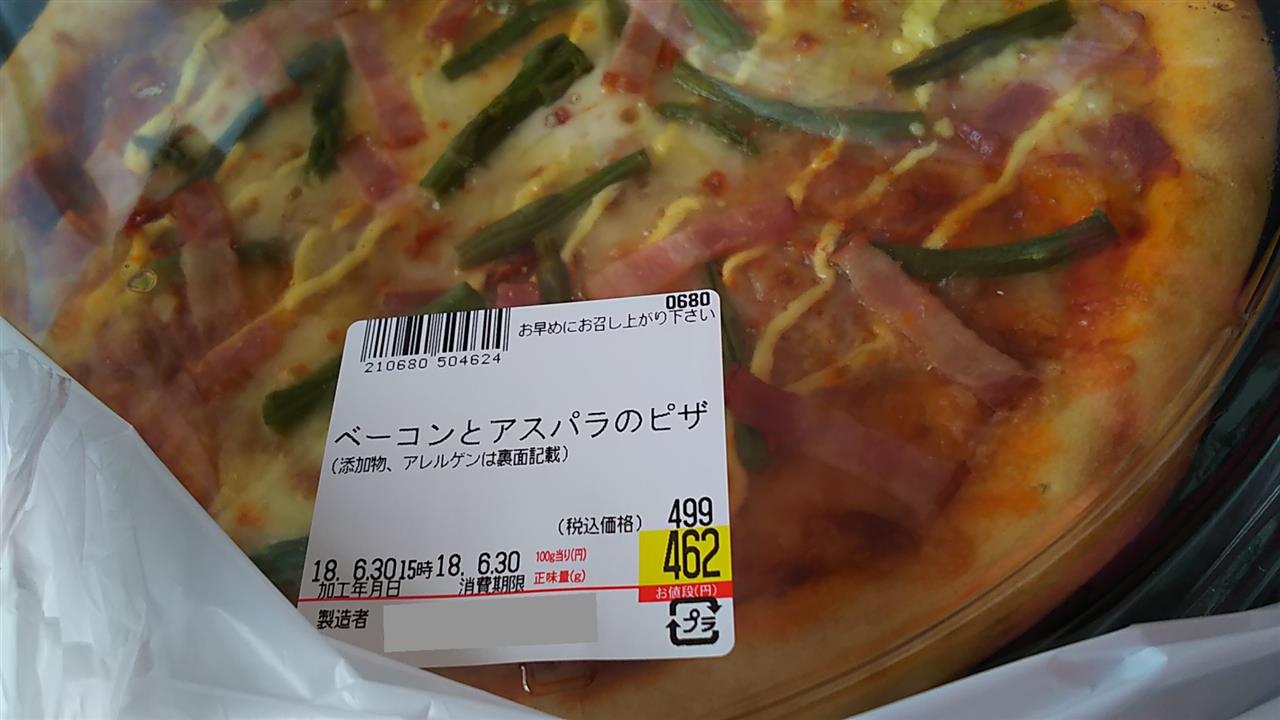 0680
お早めにお召し上がり下さい
210680 504624
ベーコンとアスパラのピザ
(添加物、アレルゲンは裏面記載)
(税込価格) 499
462
お値段(円)
100g当り(円)
正味量(g)
18. 6.30 15時 18. 6.30
加工年月日 消費期限
製造者
プラ